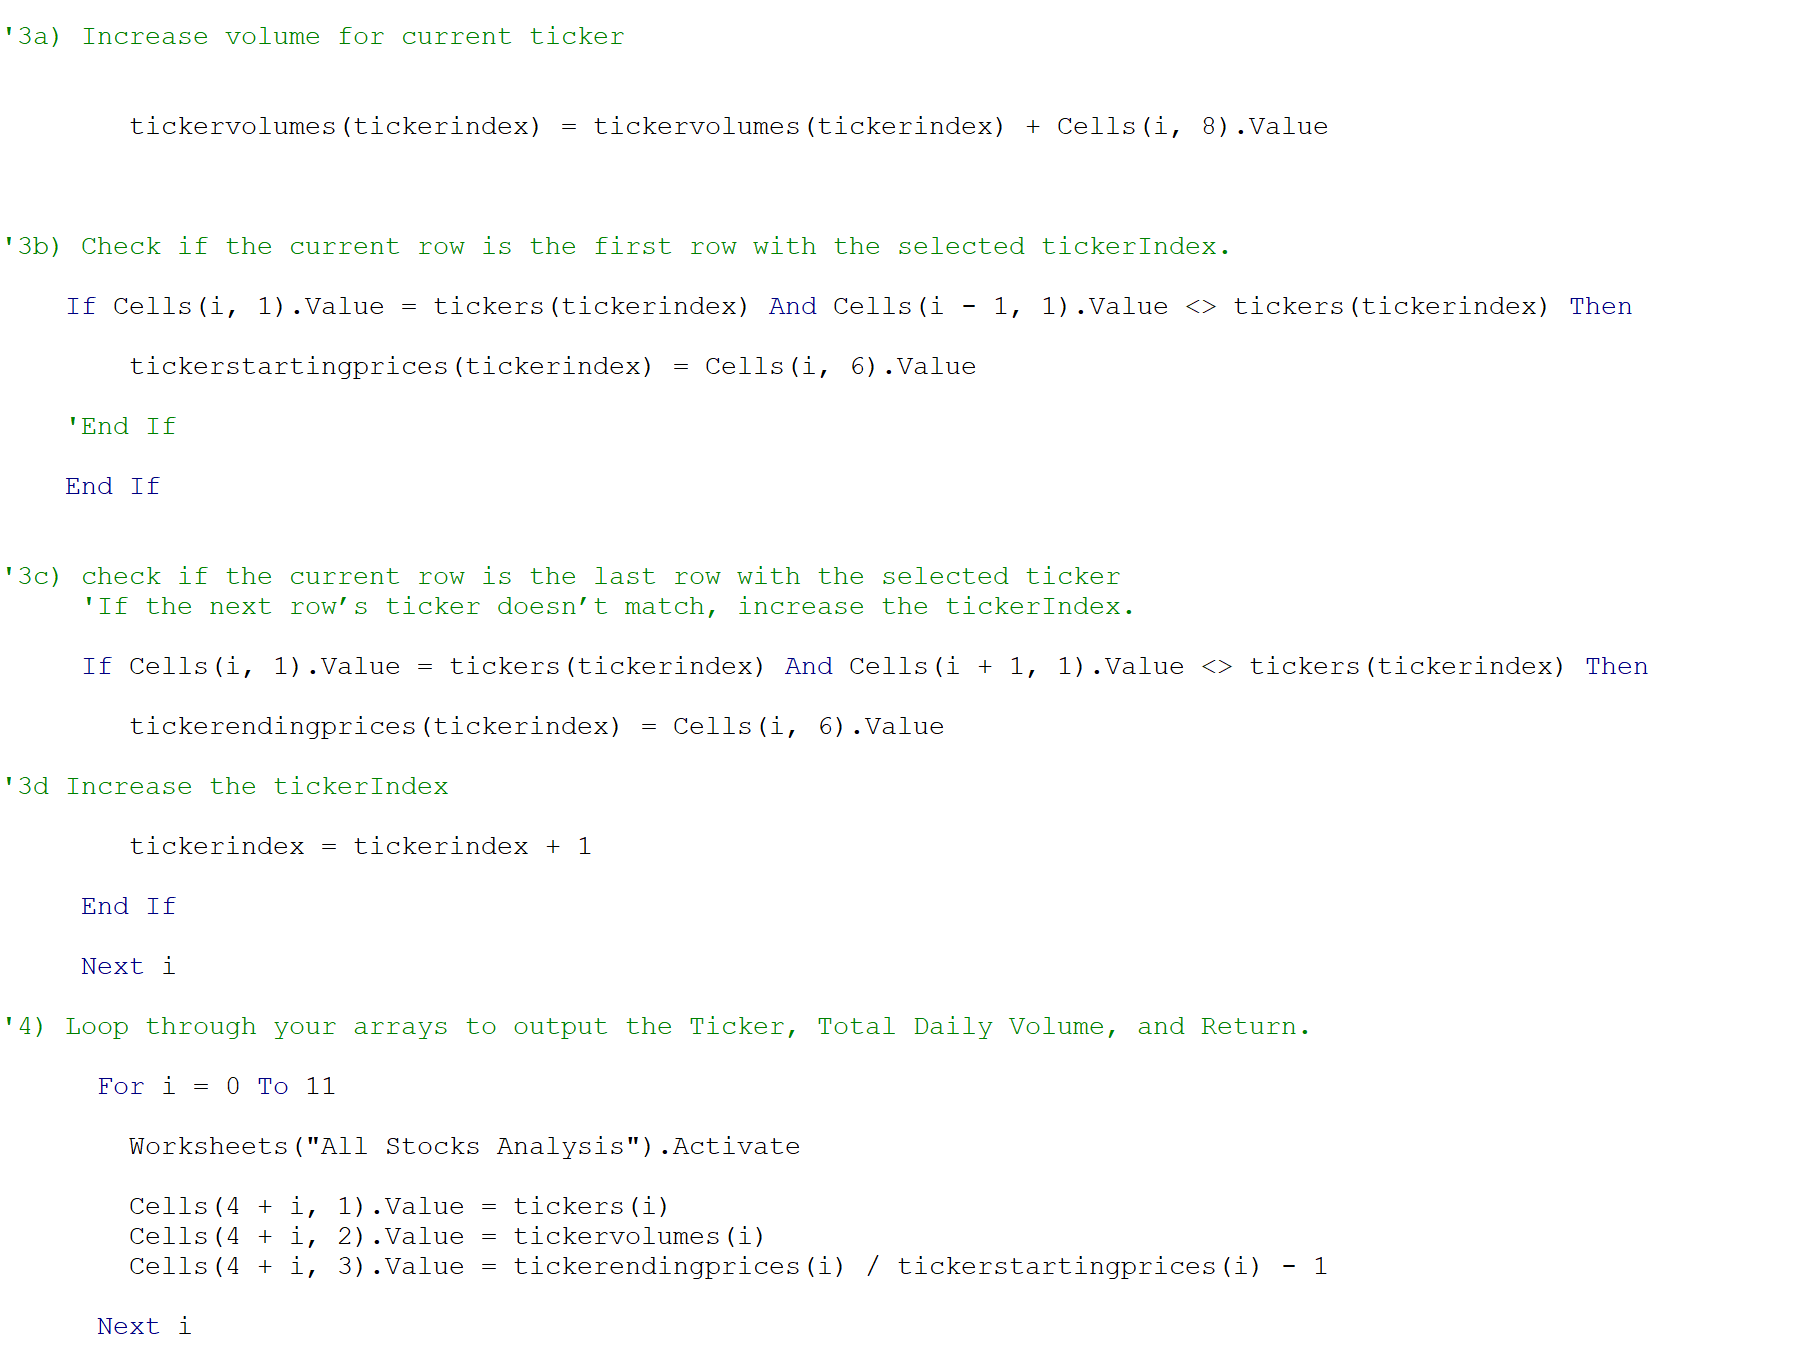 '3a) Increase volume for current ticker
tickervolumes(tickerindex) = tickervolumes(tickerindex) + Cells(i, 8).Value
'3b) Check if the current row is the first row with the selected tickerIndex.
If Cells(i, 1).Value = tickers(tickerindex) And Cells(i - 1, 1).Value <> tickers(tickerindex) Then
tickerstartingprices(tickerindex) = Cells(i, 6).Value
'End If
End If
'3c) check if the current row is the last row with the selected ticker
'If the next row’s ticker doesn’t match, increase the tickerIndex.
If Cells(i, 1).Value = tickers(tickerindex) And Cells(i + 1, 1).Value <> tickers(tickerindex) Then
tickerendingprices(tickerindex) = Cells(i, 6).Value
'3d Increase the tickerIndex
tickerindex = tickerindex + 1
End If
Next i
'4) Loop through your arrays to output the Ticker, Total Daily Volume, and Return.
For i = 0 To 11
Worksheets("All Stocks Analysis").Activate
Cells(4 + i, 1).Value = tickers(i)
Cells(4 + i, 2).Value = tickervolumes(i)
Cells(4 + i, 3).Value = tickerendingprices(i) / tickerstartingprices(i) - 1
Next i